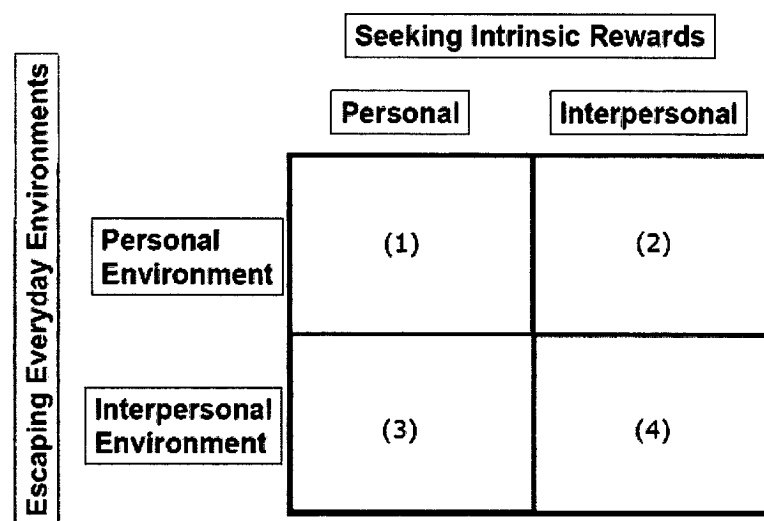 Seeking Intrinsic Rewards
Personal
Interpersonal
Escaping Everyday Environments
Personal
Environment
(1)
(2)
Interpersonal
Environment
(3)
(4)